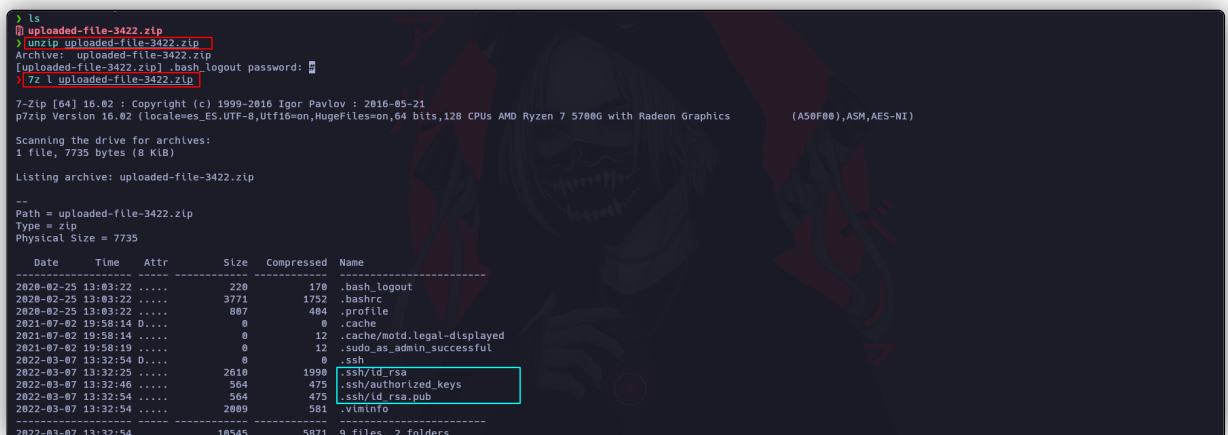 ❯ ls
uploaded-file-3422.zip
❯ unzip uploaded-file-3422.zip
Archive:  uploaded-file-3422.zip
[uploaded-file-3422.zip] .bash_logout password: #
❯ 7z l uploaded-file-3422.zip
7-Zip [64] 16.02 : Copyright (c) 1999-2016 Igor Pavlov : 2016-05-21
p7zip Version 16.02 (locale=es_ES.UTF-8,Utf16=on,HugeFiles=on,64 bits,128 CPUs AMD Ryzen 7 5700G with Radeon Graphics         (A50F00),ASM,AES-NI)
Scanning the drive for archives:
1 file, 7735 bytes (8 KiB)
Listing archive: uploaded-file-3422.zip
--
Path = uploaded-file-3422.zip
Type = zip
Physical Size = 7735
   Date      Time    Attr         Size   Compressed  Name
------------------- ----- ------------ ------------  ------------------------
2020-02-25 13:03:22 .....          220          170  .bash_logout
2020-02-25 13:03:22 .....         3771         1752  .bashrc
2020-02-25 13:03:22 .....          807          404  .profile
2021-07-02 19:58:14 D....            0            0  .cache
2021-07-02 19:58:14 .....            0           12  .cache/motd.legal-displayed
2021-07-02 19:58:19 .....            0           12  .sudo_as_admin_successful
2022-03-07 13:32:54 D....            0            0  .ssh
2022-03-07 13:32:25 .....         2610         1990  .ssh/id_rsa
2022-03-07 13:32:46 .....          564          475  .ssh/authorized_keys
2022-03-07 13:32:54 .....          564          475  .ssh/id_rsa.pub
2022-03-07 13:32:54 .....         2009          581  .viminfo
------------------- ----- ------------ ------------  ------------------------
2022-03-07 13:32:54              10545         5871  9 files, 2 folders